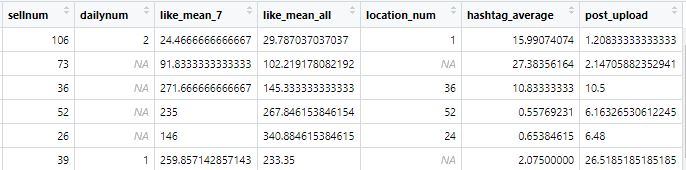 sellnum dailynum like_mean_7 like_mean_all location_num hashtag_average post_upload
106 2 24.4666666666667 29.787037037037 1 15.99074074 1.20833333333333
73 NA 91.8333333333333 102.219178082192 NA 27.38356164 2.14705882352941
36 NA 271.666666666667 145.333333333333 36 10.83333333 10.5
52 NA 235 267.846153846154 52 0.55769231 6.16326530612245
26 NA 146 340.884615384615 24 0.65384615 6.48
39 1 259.857142857143 233.35 NA 2.07500000 26.5185185185185